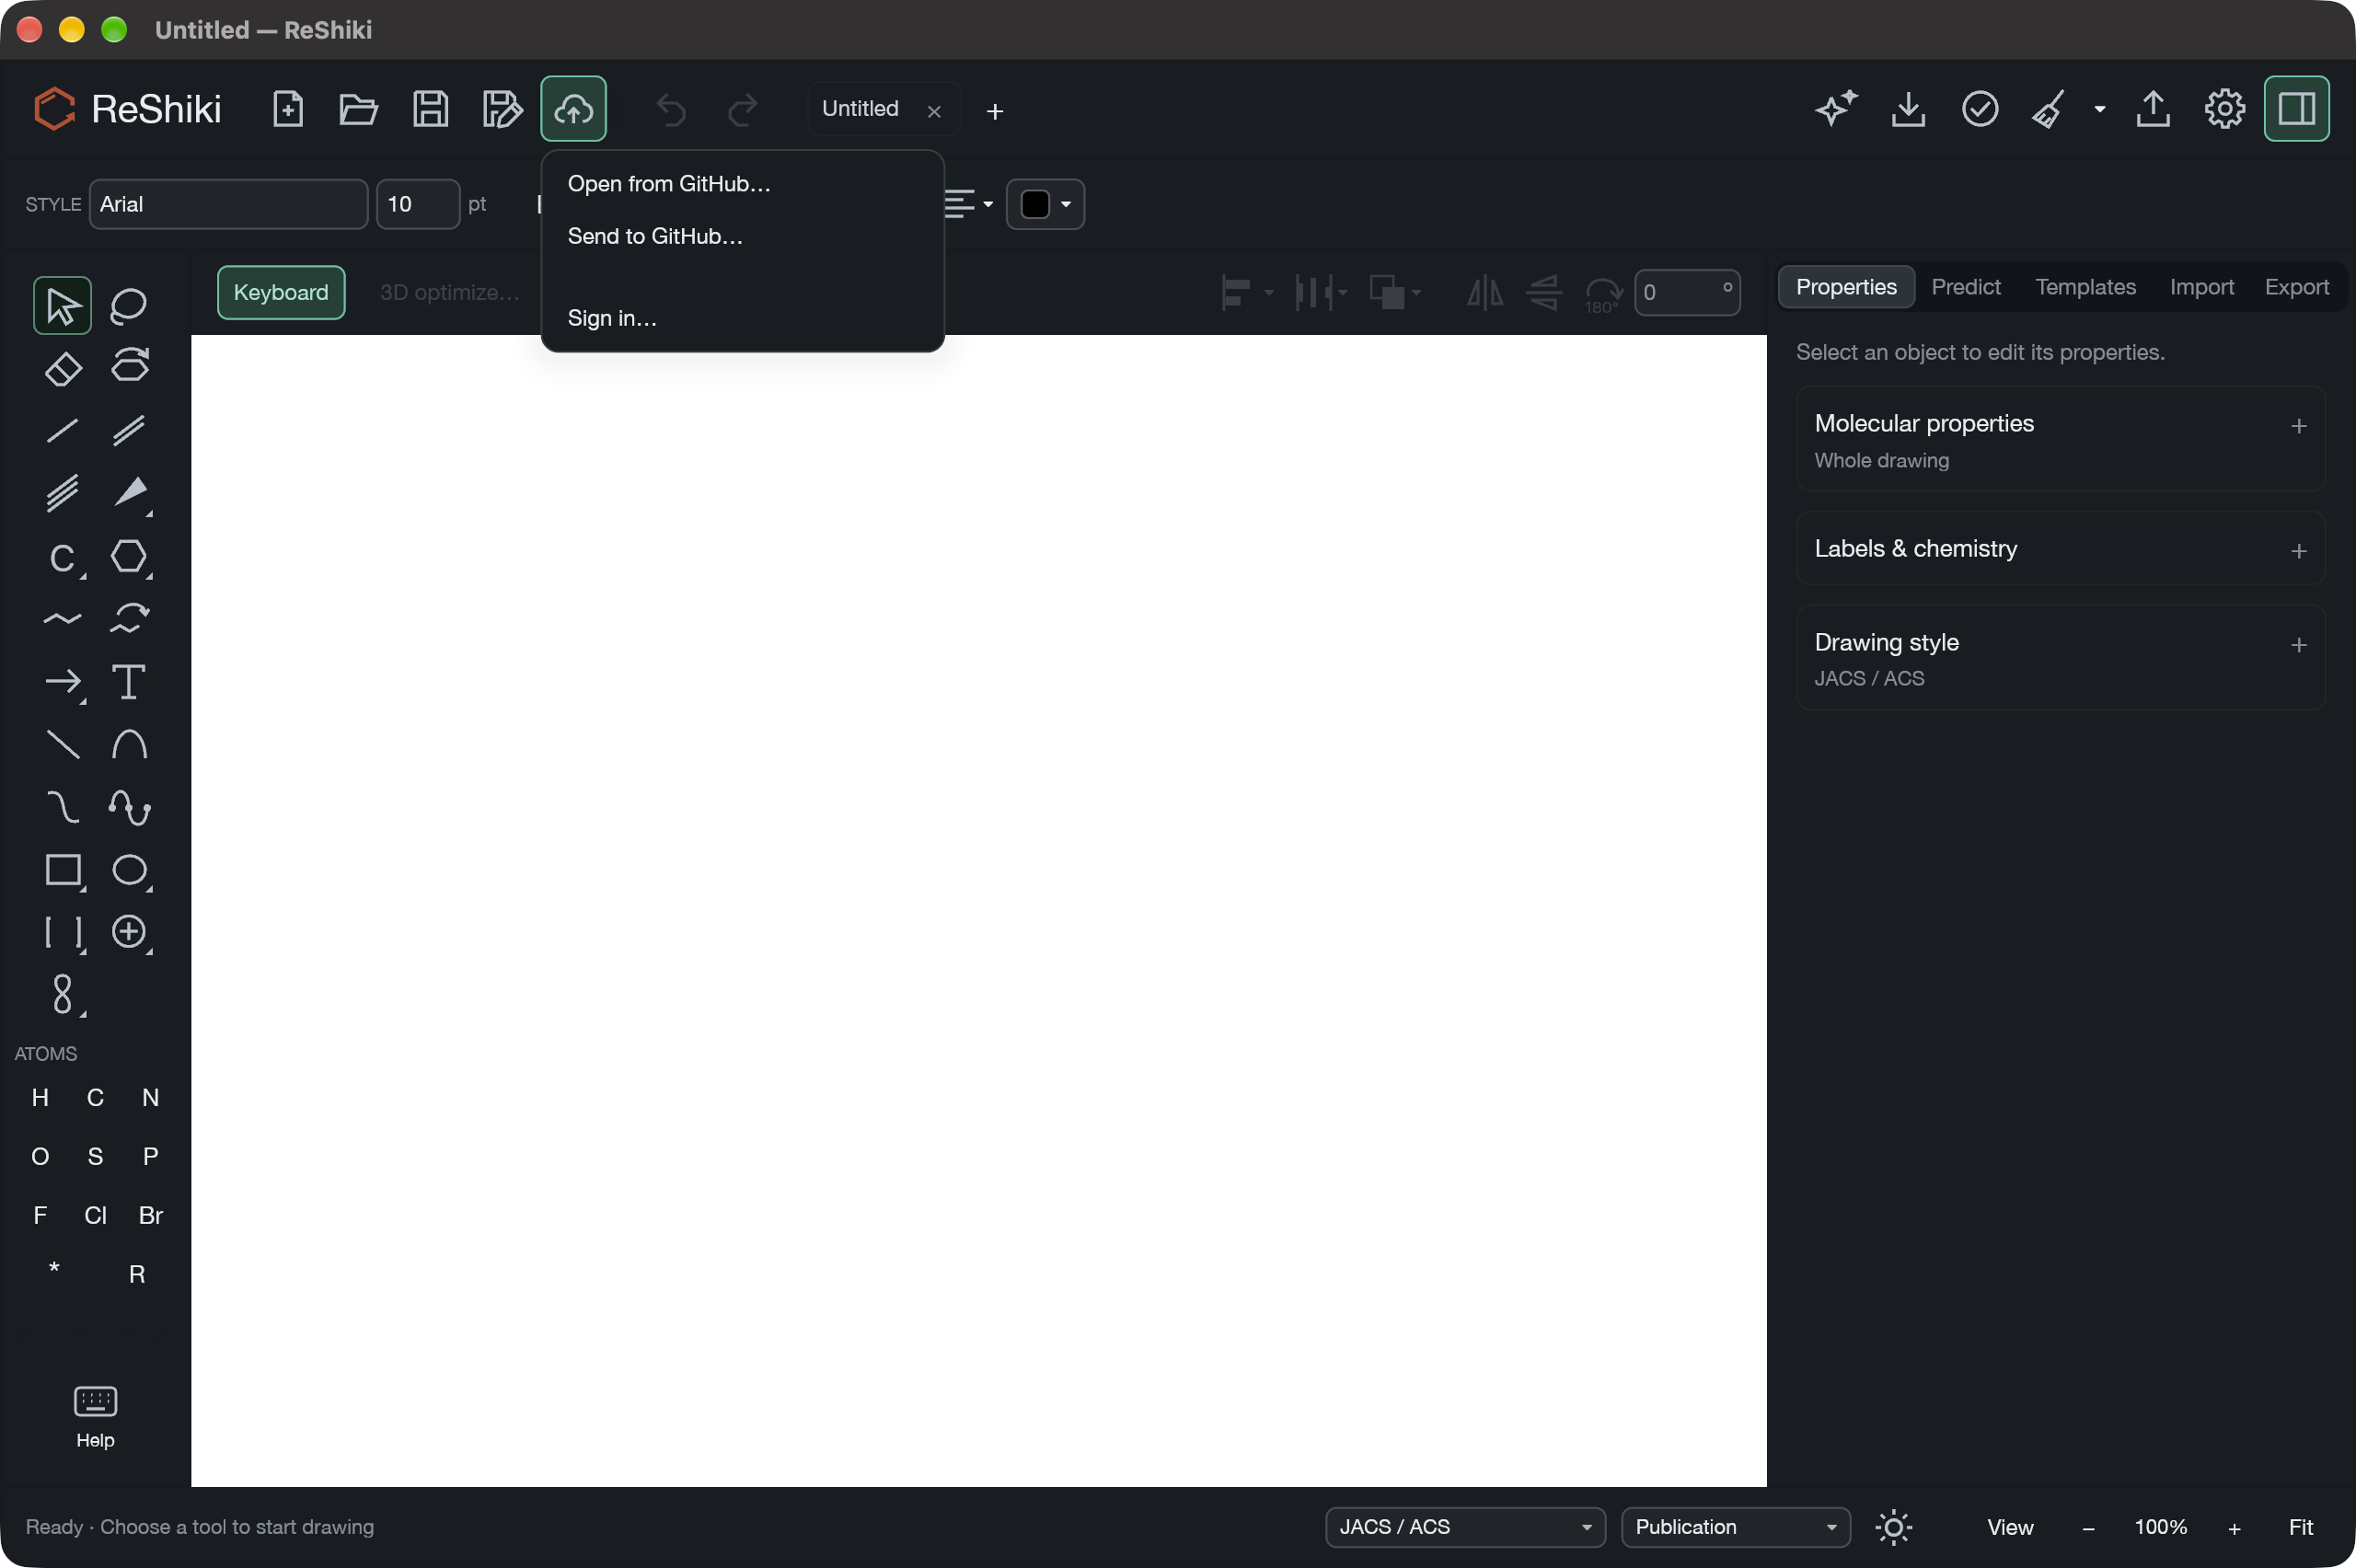 Untitled — ReShiki
ReShiki
Untitled
Open from GitHub...
Send to GitHub...
Sign in...
STYLE Arial 10 pt
Keyboard 3D optimize...
180°
0 °
Properties Predict Templates Import Export
Select an object to edit its properties.
Molecular properties
Whole drawing
Labels & chemistry
Drawing style
JACS / ACS
C
T
ATOMS
H C N
O S P
F Cl Br
* R
Help
Ready · Choose a tool to start drawing
JACS / ACS Publication View − 100% + Fit